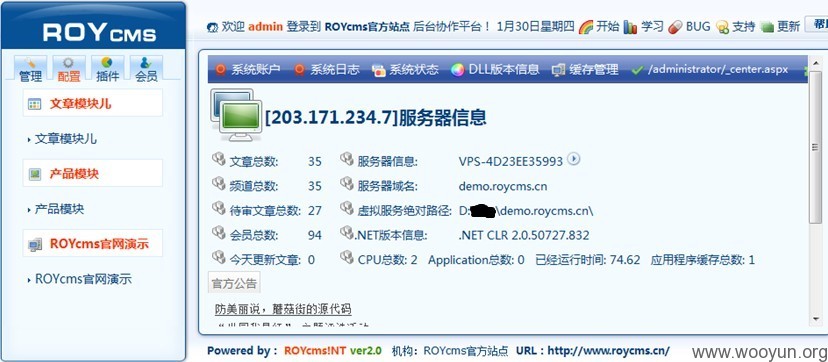 ROYCMS
欢迎 admin 登录到 ROYcms官方站点 后台协作平台！ 1月30日星期四 开始 学习 BUG 支持 更新
管理 配置 插件 会员
系统账户 系统日志 系统状态 DLL版本信息 缓存管理 /administrator/_center.aspx
文章模块儿
文章模块儿
产品模块
产品模块
ROYcms官网演示
ROYcms官网演示
[203.171.234.7]服务器信息
文章总数: 35 服务器信息: VPS-4D23EE35993
频道总数: 35 服务器域名: demo.roycms.cn
待审文章总数: 27 虚拟服务绝对路径: D:\demo.roycms.cn\
会员总数: 94 .NET版本信息: .NET CLR 2.0.50727.832
今天更新文章: 0 CPU总数: 2 Application总数: 0 已经运行时间: 74.62 应用程序缓存总数: 1
官方公告
防美丽说，蘑菇街的源代码
Powered by： ROYcms!NT ver2.0 机构：ROYcms官方站点 URL：http://www.roycms.cn/
www.wooyun.org